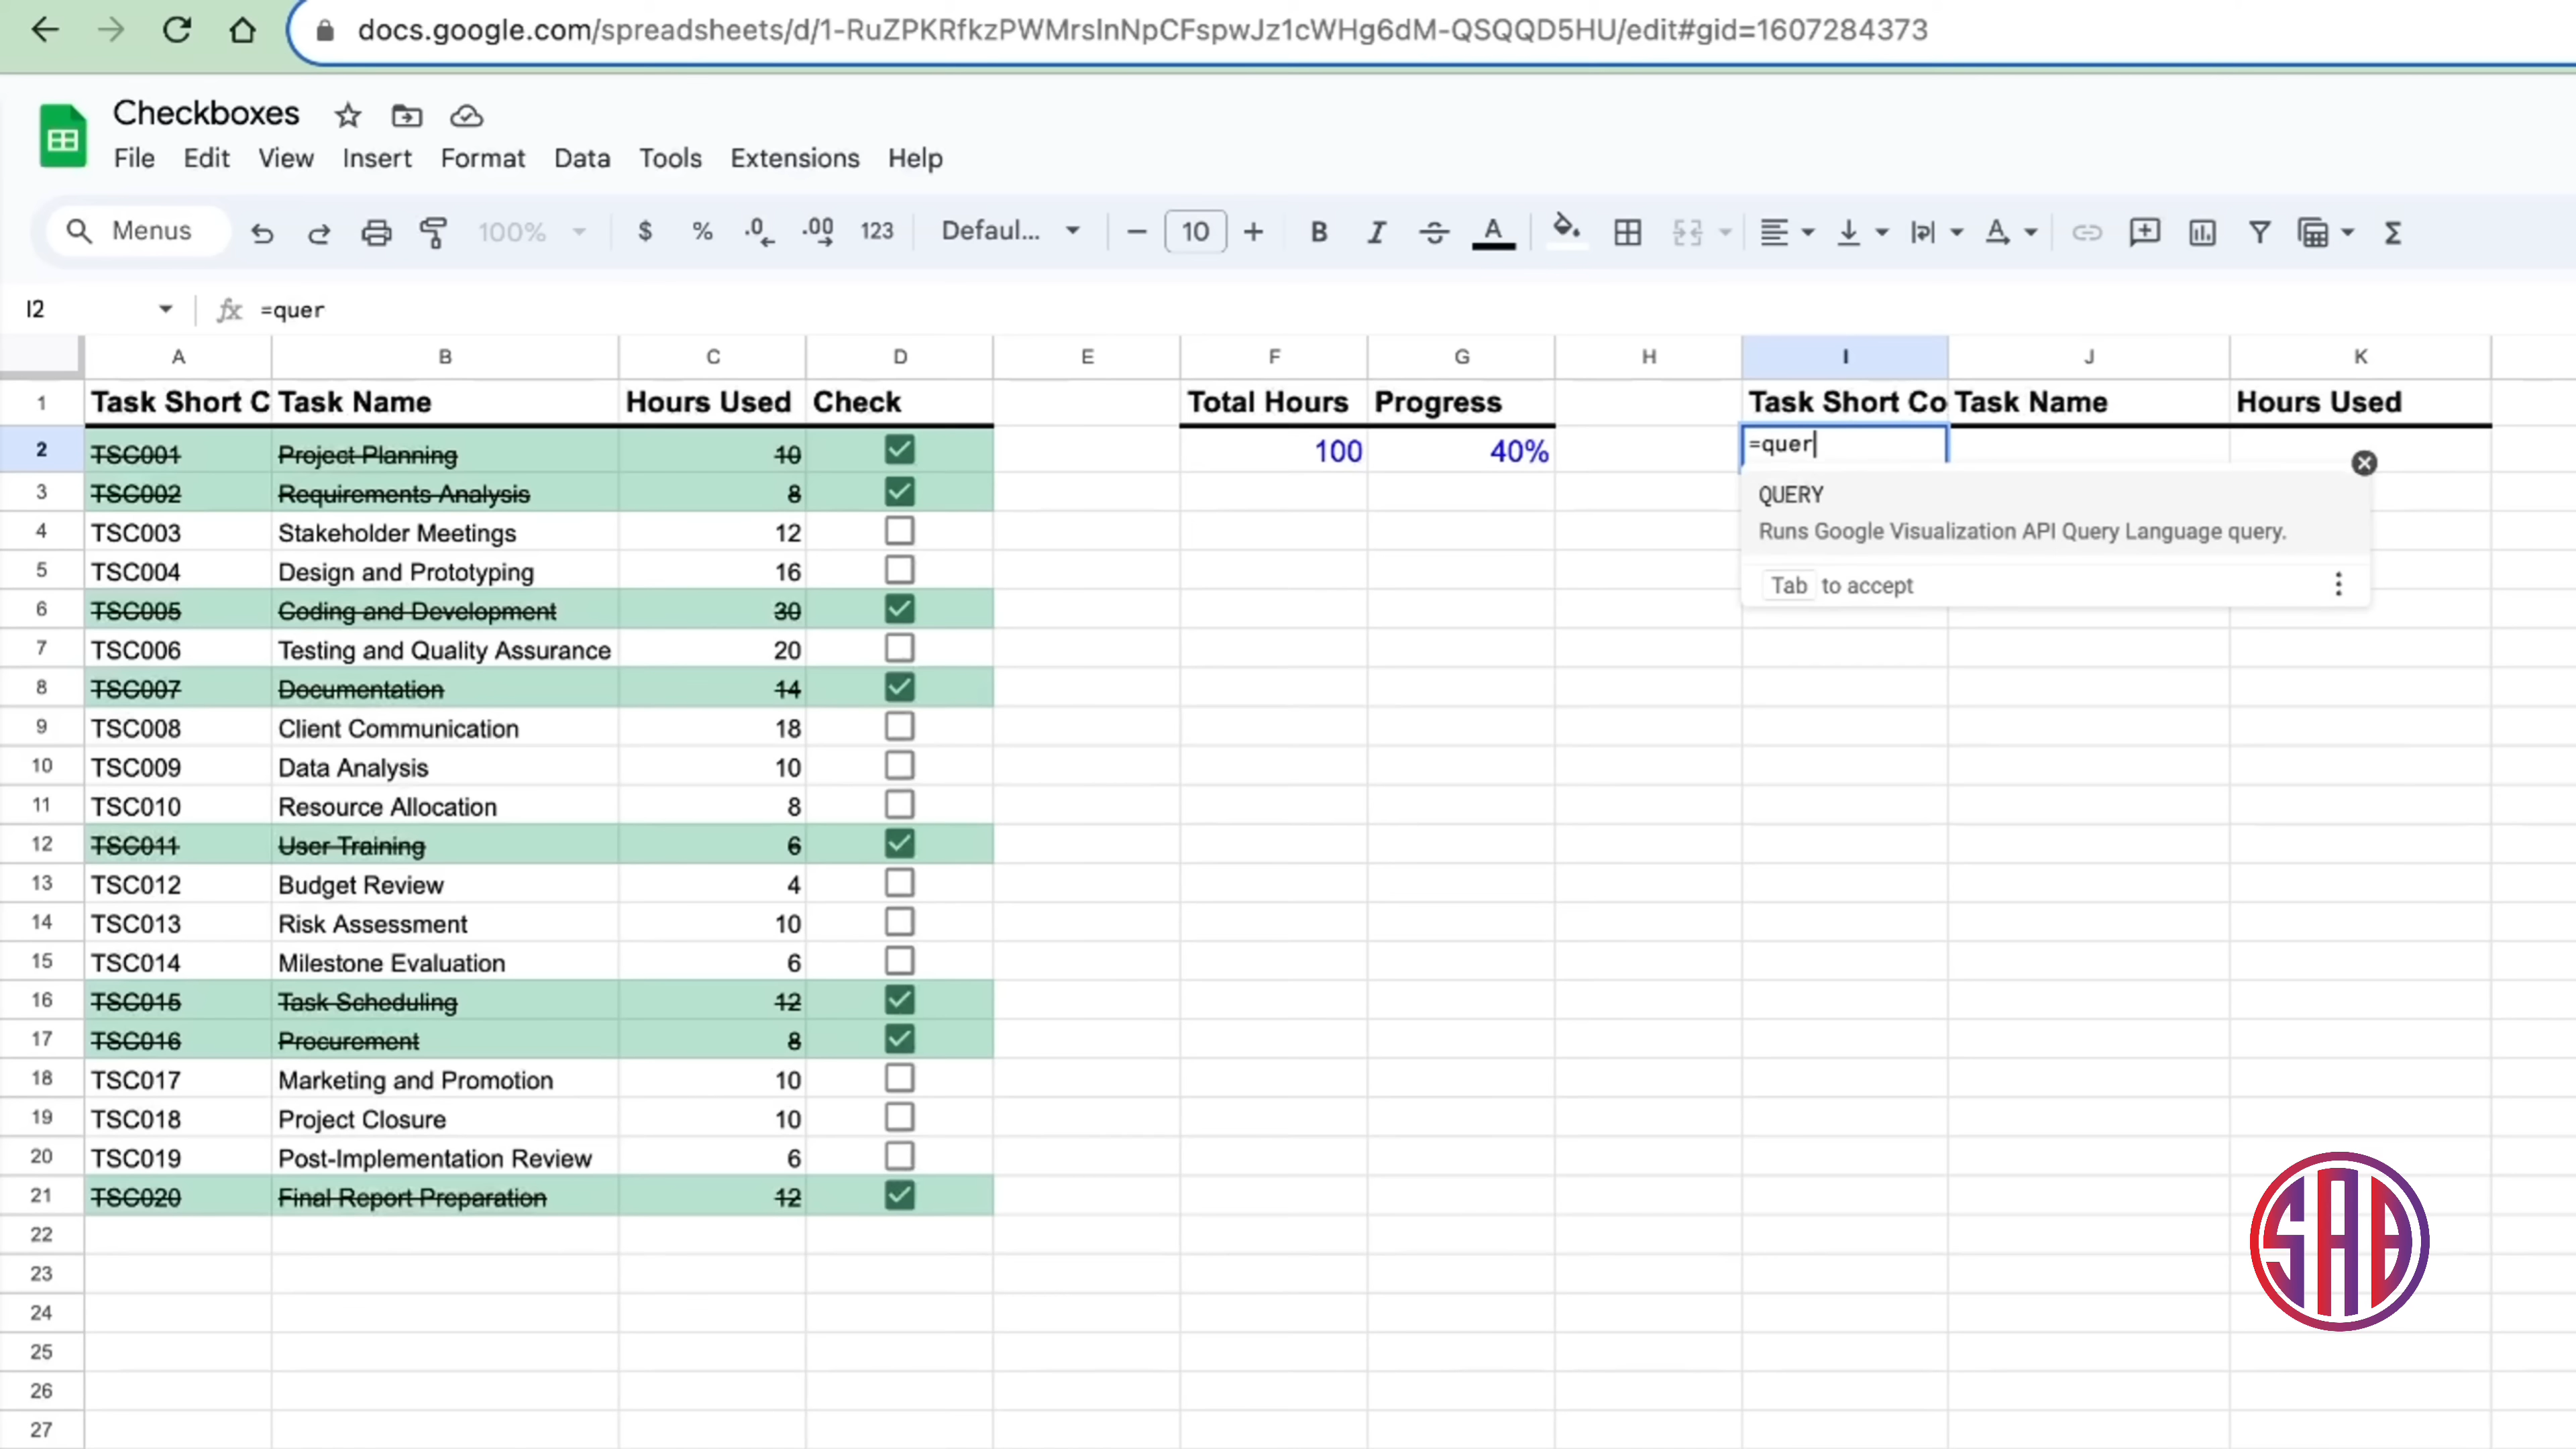 docs.google.com/spreadsheets/d/1-RuZPKRfkzPWMrsInNpCFspwJz1cWHg6dM-QSQQD5HU/edit#gid=1607284373
Checkboxes
File Edit View Insert Format Data Tools Extensions Help
Menus 100% $ % .0 .00 123 Defaul... 10 B I S A Σ
I2 fx =quer
A B C D E F G H I J K
1 Task Short C Task Name Hours Used Check Total Hours Progress Task Short Co Task Name Hours Used
2 TSC001 Project Planning 10 100 40% =quer
3 TSC002 Requirements Analysis 8 QUERY
4 TSC003 Stakeholder Meetings 12 Runs Google Visualization API Query Language query.
5 TSC004 Design and Prototyping 16 Tab to accept
6 TSC005 Coding and Development 30
7 TSC006 Testing and Quality Assurance 20
8 TSC007 Documentation 14
9 TSC008 Client Communication 18
10 TSC009 Data Analysis 10
11 TSC010 Resource Allocation 8
12 TSC011 User Training 6
13 TSC012 Budget Review 4
14 TSC013 Risk Assessment 10
15 TSC014 Milestone Evaluation 6
16 TSC015 Task Scheduling 12
17 TSC016 Procurement 8
18 TSC017 Marketing and Promotion 10
19 TSC018 Project Closure 10
20 TSC019 Post-Implementation Review 6
21 TSC020 Final Report Preparation 12
22
23
24
25
26
27
SAB